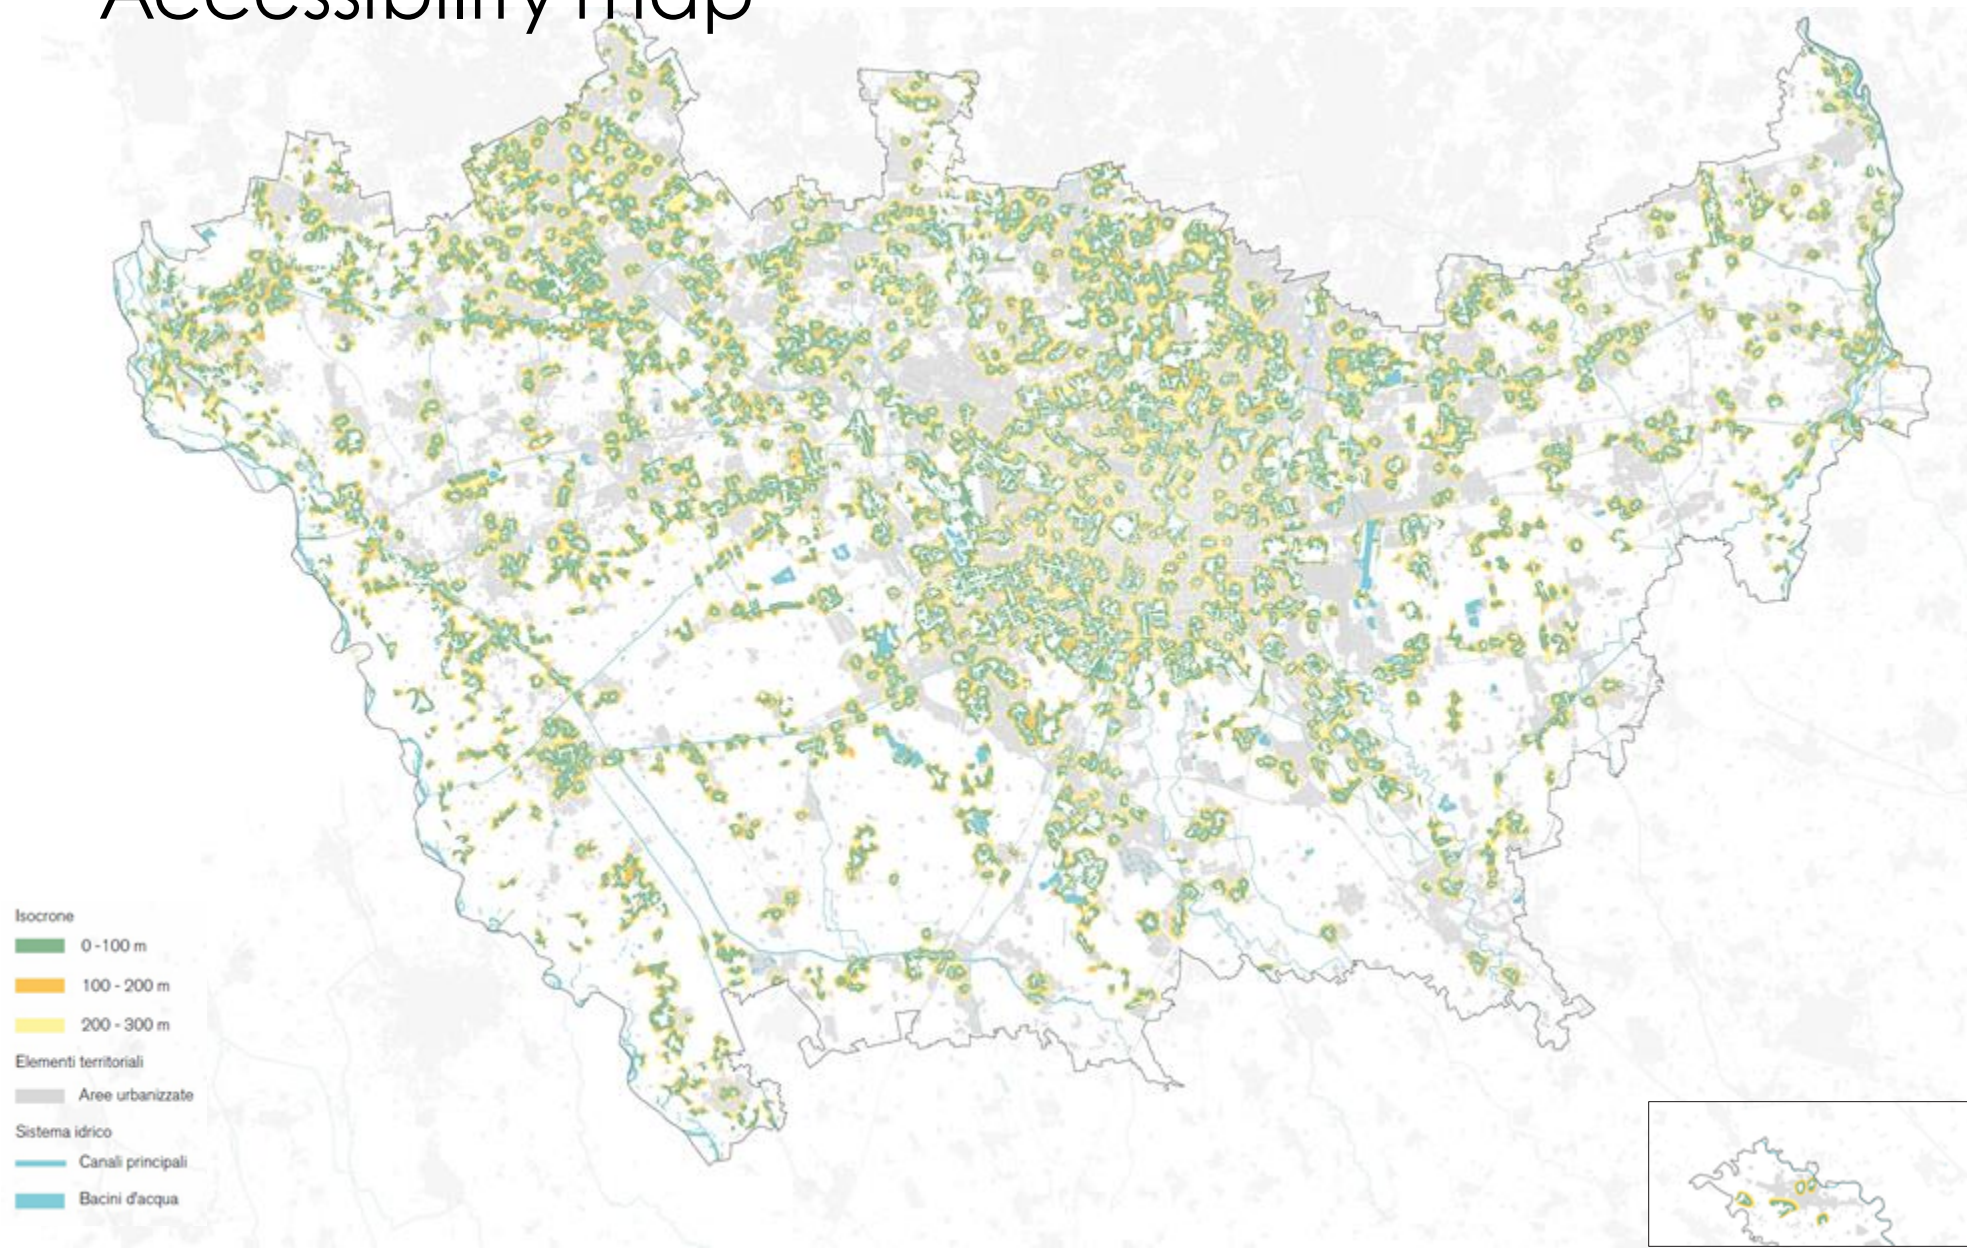 Accessibility map
Isocrone
0 -100 m
100 - 200 m
200 - 300 m
Elementi territoriali
Aree urbanizzate
Sistema idrico
Canali principali
Bacini d'acqua